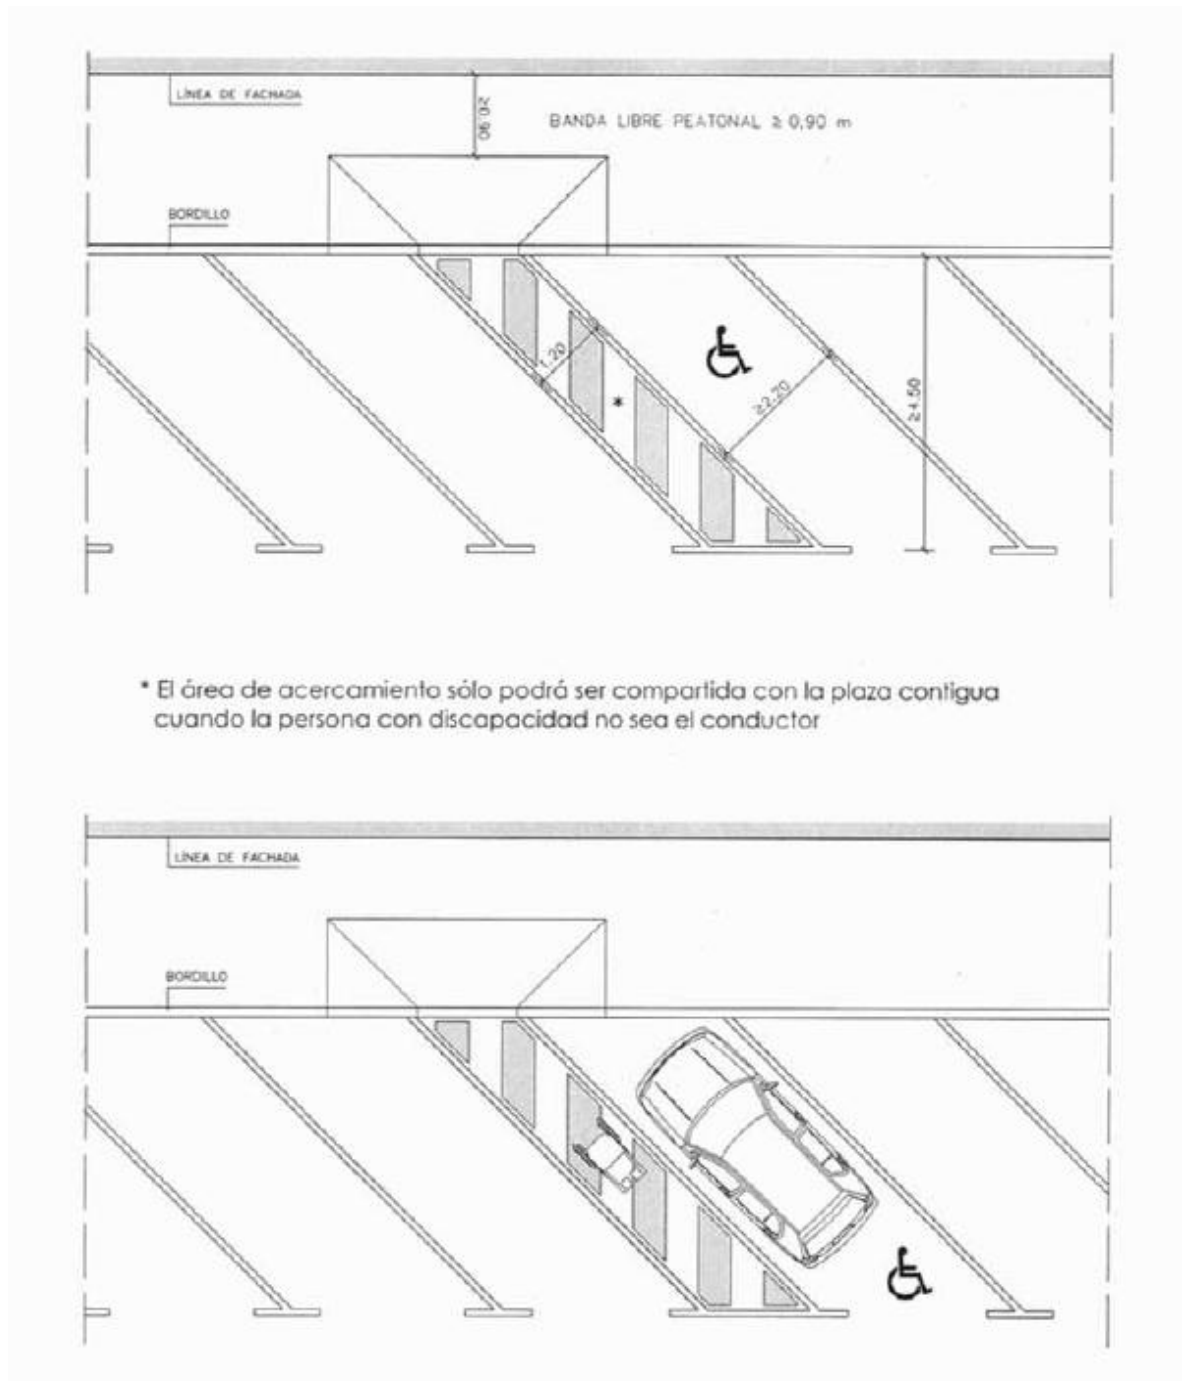 LÍNEA DE FACHADA
≥0.90
BANDA LIBRE PEATONAL ≥ 0,90 m
BORDILLO
1.20
≥2.70
≥4.50
*
* El área de acercamiento sólo podrá ser compartida con la plaza contigua
cuando la persona con discapacidad no sea el conductor
LÍNEA DE FACHADA
BORDILLO